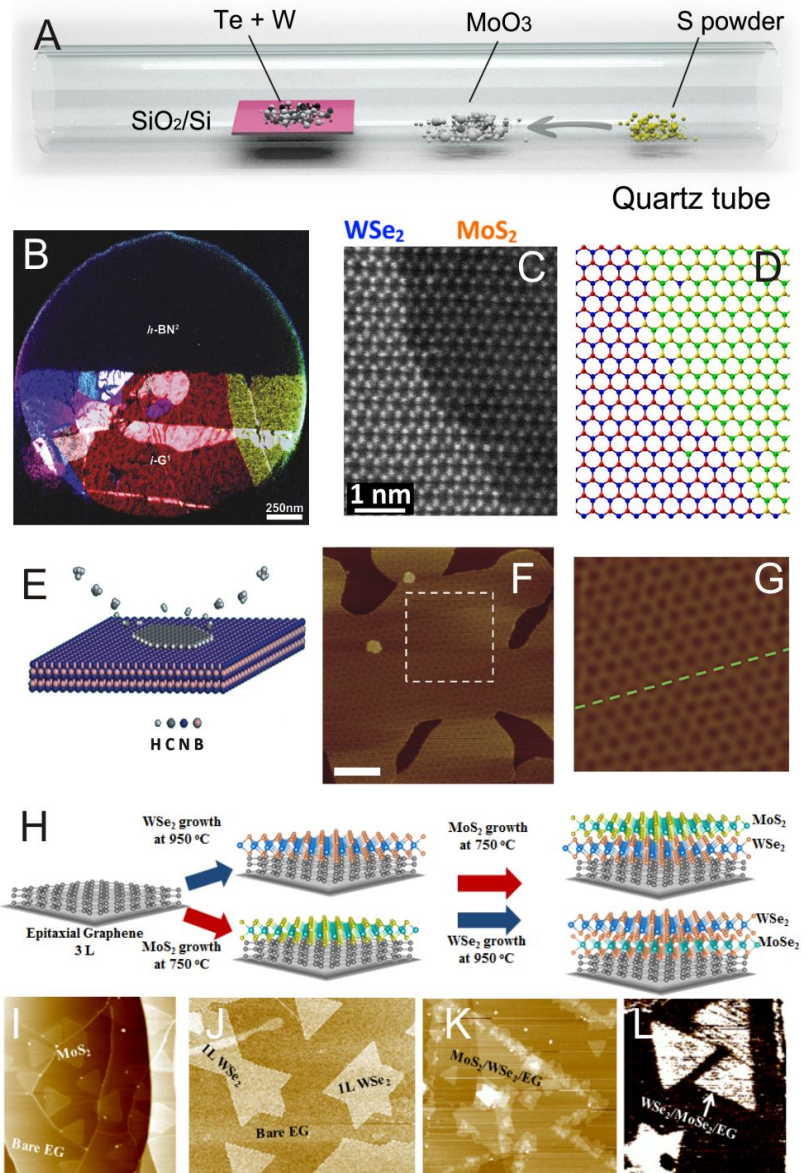 A
Te + W
MoO3
S powder
SiO2/Si
Quartz tube
B
h-BN²
i-G¹
250nm
WSe2
MoS2
C
1 nm
D
E
H C N B
F
G
H
WSe2 growth
at 950 °C
Epitaxial Graphene
3 L
MoS2 growth
at 750 °C
MoS2 growth
at 750 °C
WSe2 growth
at 950 °C
MoS2
WSe2
WSe2
MoSe2
I
MoS2
Bare EG
J
1L WSe2
1L WSe2
Bare EG
K
MoS2/WSe2/EG
L
WSe2/MoSe2/EG